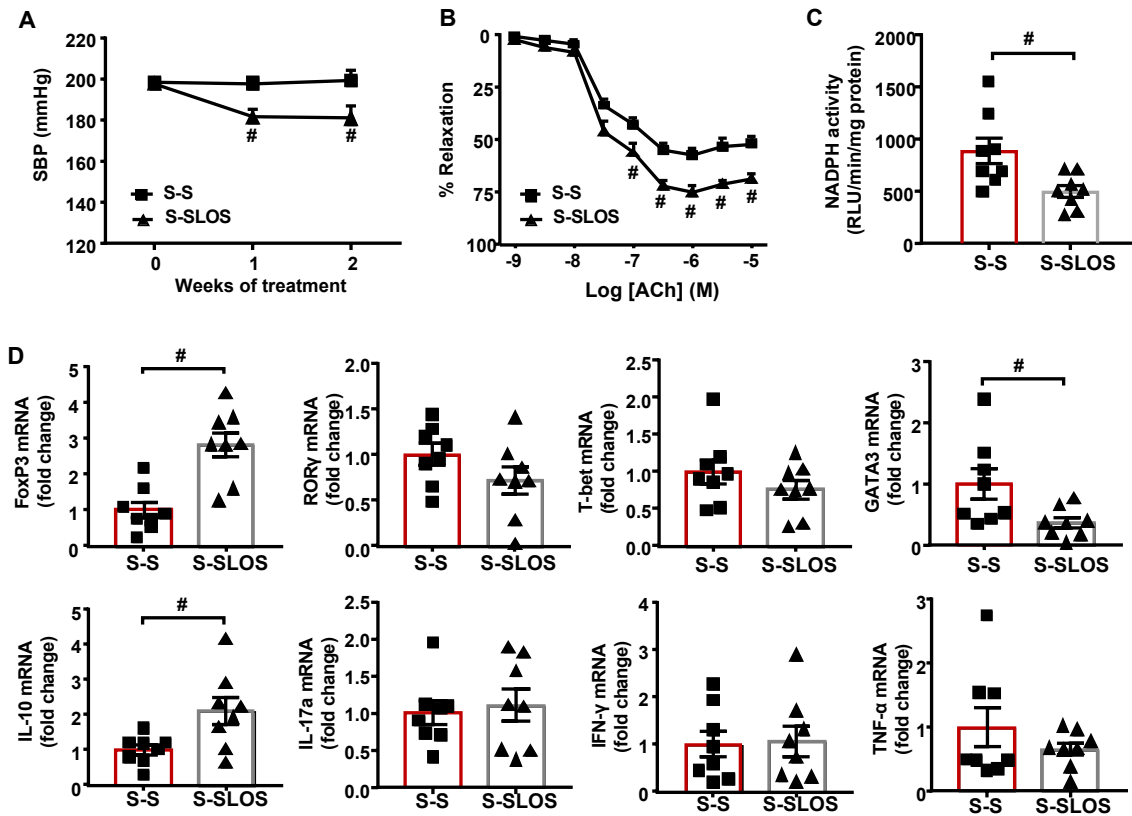 A
SBP (mmHg)
220
200
180
160
140
120
#
#
S-S
S-SLOS
0
1
2
Weeks of treatment
B
% Relaxation
0
25
50
75
100
#
#
#
#
#
S-S
S-SLOS
-9
-8
-7
-6
-5
Log [ACh] (M)
C
NADPH activity
(RLU/min/mg protein)
2000
1500
1000
500
0
#
S-S
S-SLOS
D
FoxP3 mRNA
(fold change)
5
4
3
2
1
0
#
S-S
S-SLOS
RORγ mRNA
(fold change)
2.0
1.5
1.0
0.5
0.0
S-S
S-SLOS
T-bet mRNA
(fold change)
2.5
2.0
1.5
1.0
0.5
0.0
S-S
S-SLOS
GATA3 mRNA
(fold change)
3
2
1
0
#
S-S
S-SLOS
IL-10 mRNA
(fold change)
5
4
3
2
1
0
#
S-S
S-SLOS
IL-17a mRNA
(fold change)
2.5
2.0
1.5
1.0
0.5
0.0
S-S
S-SLOS
IFN-γ mRNA
(fold change)
4
3
2
1
0
S-S
S-SLOS
TNF-α mRNA
(fold change)
3
2
1
0
S-S
S-SLOS